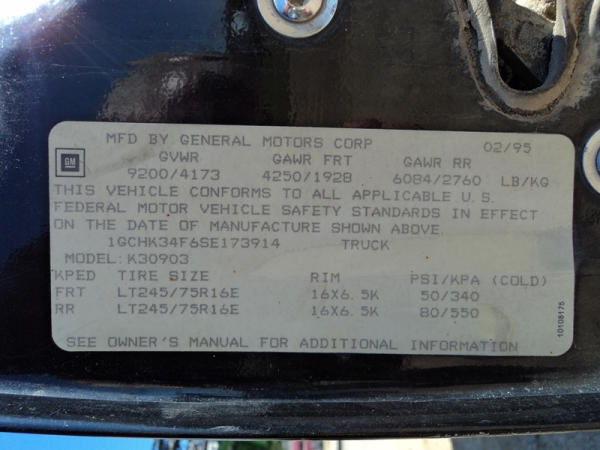 MFD BY GENERAL MOTORS CORP 02/95
GM
GVWR GAWR FRT GAWR RR
9200/4173 4250/1928 6084/2760 LB/KG
THIS VEHICLE CONFORMS TO ALL APPLICABLE U.S.
FEDERAL MOTOR VEHICLE SAFETY STANDARDS IN EFFECT
ON THE DATE OF MANUFACTURE SHOWN ABOVE.
1GCHK34F6SE173914 TRUCK
MODEL: K30903
KPED TIRE SIZE RIM PSI/KPA (COLD)
FRT LT245/75R16E 16X6.5K 50/340
RR LT245/75R16E 16X6.5K 80/550
SEE OWNER'S MANUAL FOR ADDITIONAL INFORMATION
10108175